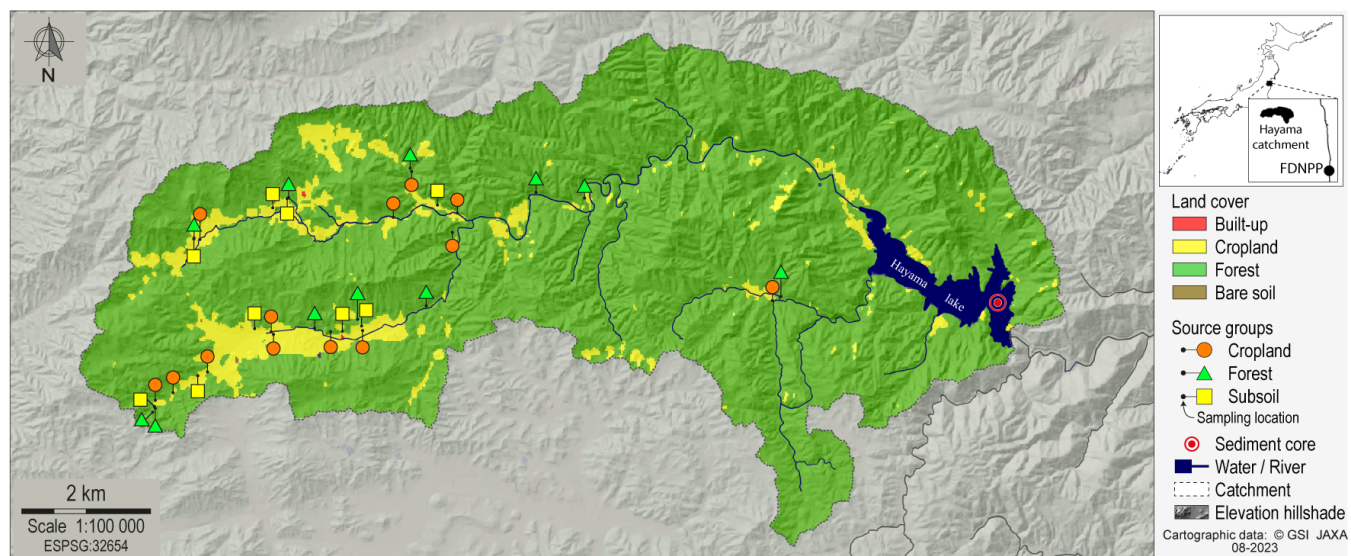 N
Hayama
lake
2 km
Scale 1:100 000
ESPSG:32654
Hayama
catchment
FDNPP
Land cover
Built-up
Cropland
Forest
Bare soil
Source groups
Cropland
Forest
Subsoil
Sampling location
Sediment core
Water / River
Catchment
Elevation hillshade
Cartographic data: © GSI JAXA
08-2023